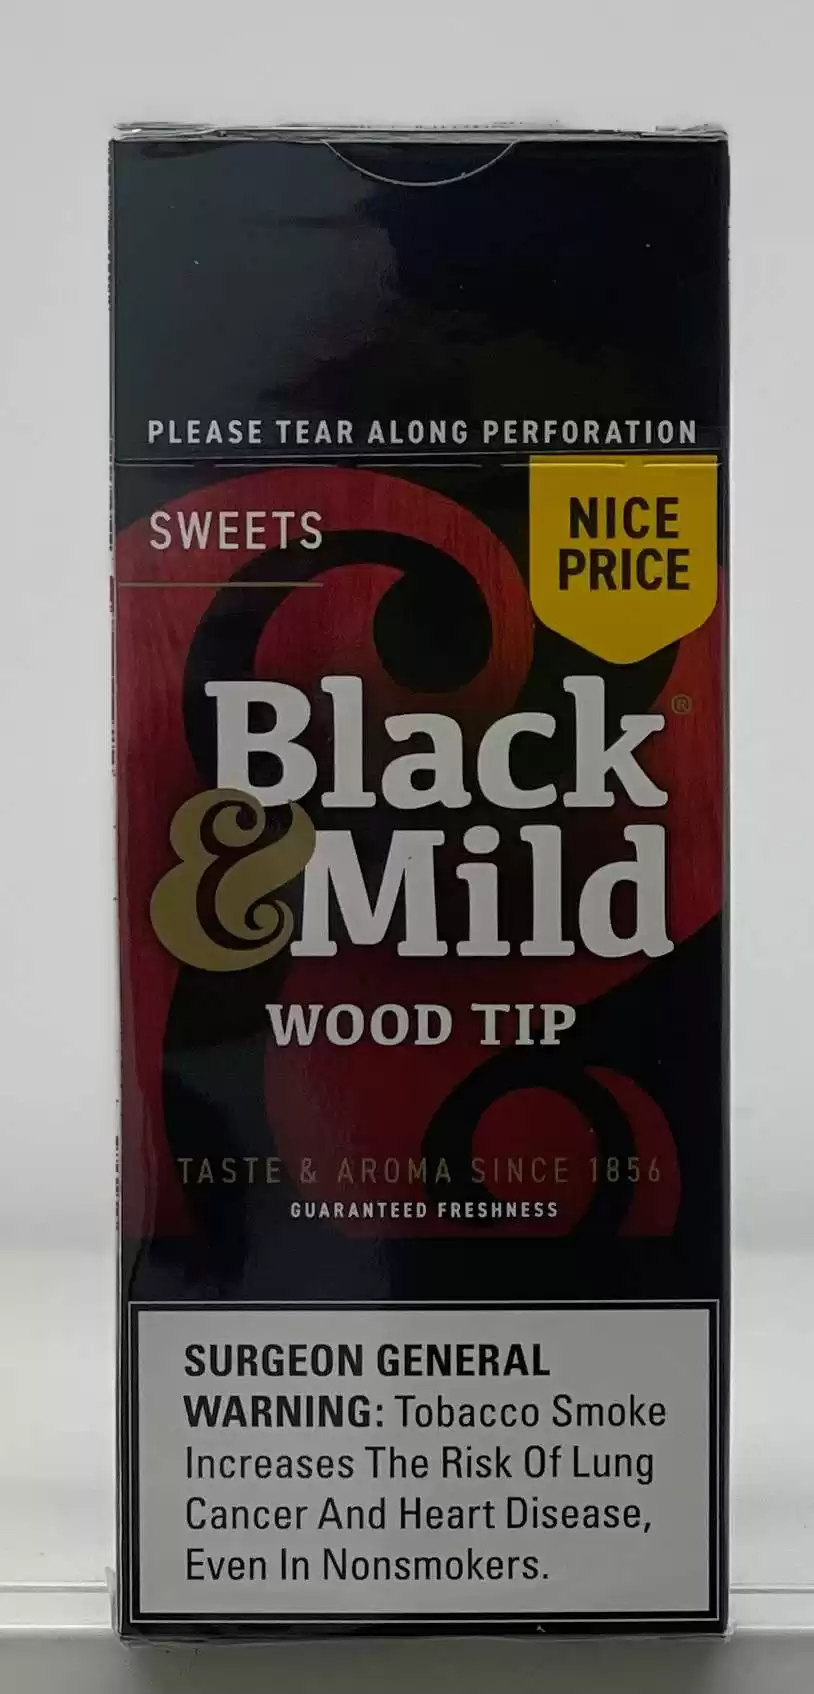 PLEASE TEAR ALONG PERFORATION
SWEETS
NICE
PRICE
Black®
&Mild
WOOD TIP
TASTE & AROMA SINCE 1856
GUARANTEED FRESHNESS
SURGEON GENERAL
WARNING: Tobacco Smoke
Increases The Risk Of Lung
Cancer And Heart Disease,
Even In Nonsmokers.